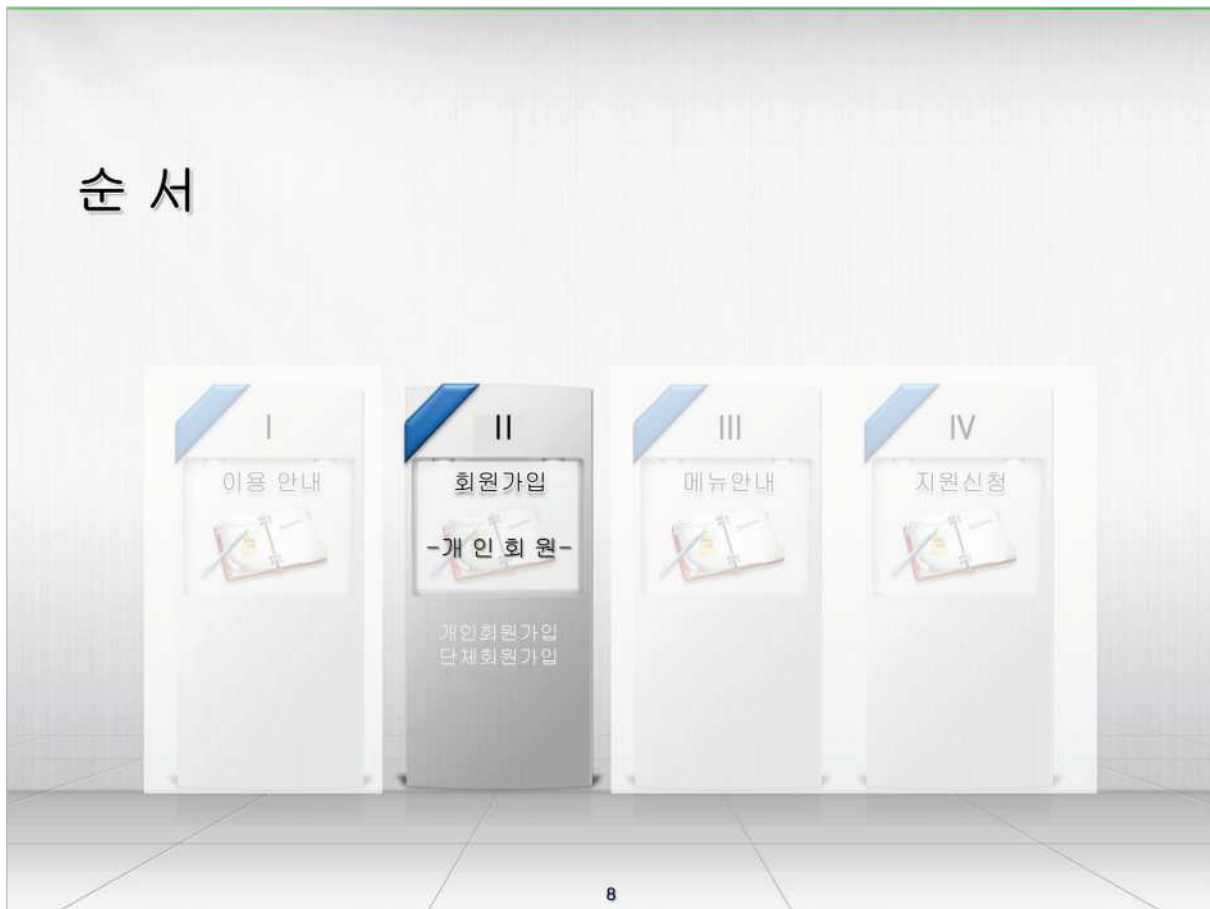 순 서
I
이용 안내
II
회원가입
-개 인 회 원-
개인회원가입
단체회원가입
III
메뉴안내
IV
지원신청
8